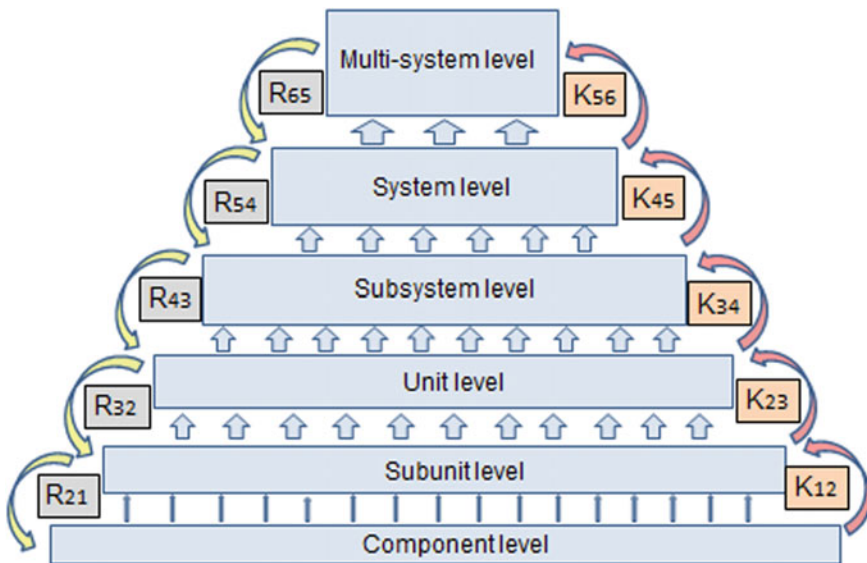 Multi-system level
R65
K56
System level
R54
K45
Subsystem level
R43
K34
Unit level
R32
K23
Subunit level
R21
K12
Component level